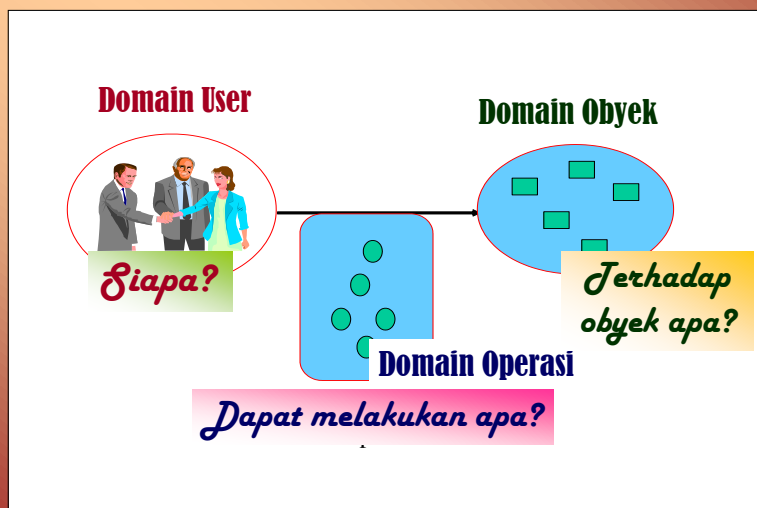 Domain User
Domain Obyek
Siapa?
Terhadap
obyek apa?
Domain Operasi
Dapat melakukan apa?